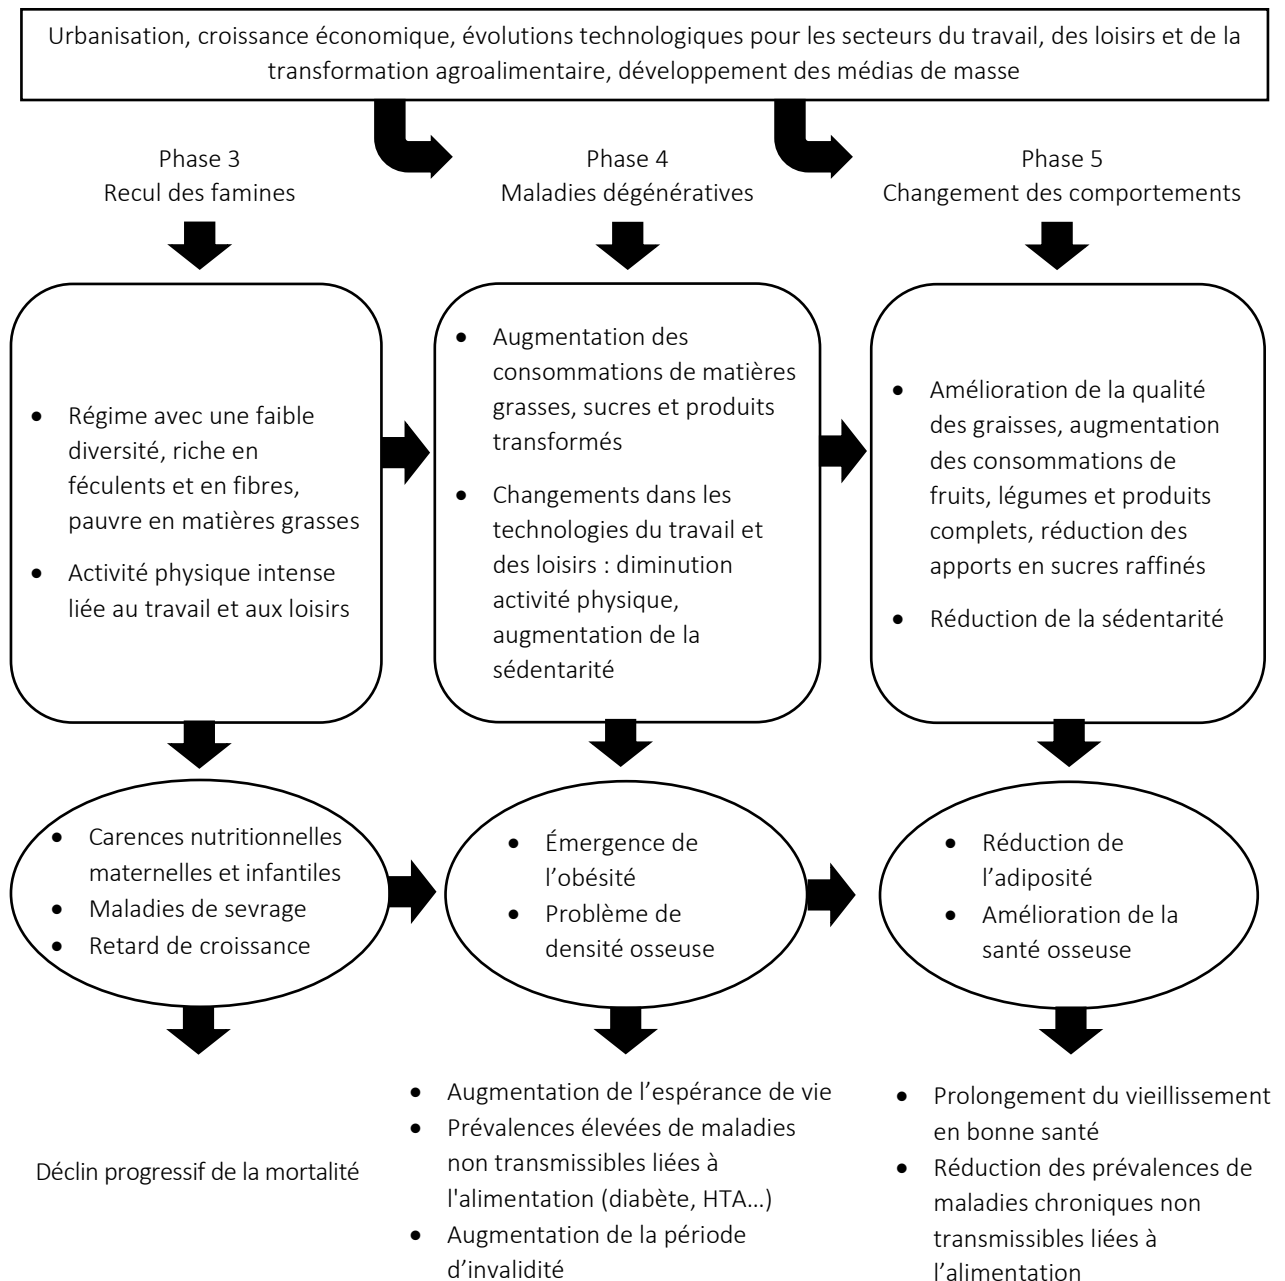 Urbanisation, croissance économique, évolutions technologiques pour les secteurs du travail, des loisirs et de la
transformation agroalimentaire, développement des médias de masse
Phase 3
Recul des famines
Phase 4
Maladies dégénératives
Phase 5
Changement des comportements
• Régime avec une faible
diversité, riche en
féculents et en fibres,
pauvre en matières grasses
• Activité physique intense
liée au travail et aux loisirs
• Augmentation des
consommations de matières
grasses, sucres et produits
transformés
• Changements dans les
technologies du travail et
des loisirs : diminution
activité physique,
augmentation de la
sédentarité
• Amélioration de la qualité
des graisses, augmentation
des consommations de
fruits, légumes et produits
complets, réduction des
apports en sucres raffinés
• Réduction de la sédentarité
• Carences nutritionnelles
maternelles et infantiles
• Maladies de sevrage
• Retard de croissance
• Émergence de
l’obésité
• Problème de
densité osseuse
• Réduction de
l’adiposité
• Amélioration de la
santé osseuse
Déclin progressif de la mortalité
• Augmentation de l’espérance de vie
• Prévalences élevées de maladies
non transmissibles liées à
l'alimentation (diabète, HTA…)
• Augmentation de la période
d’invalidité
• Prolongement du vieillissement
en bonne santé
• Réduction des prévalences de
maladies chroniques non
transmissibles liées à
l’alimentation